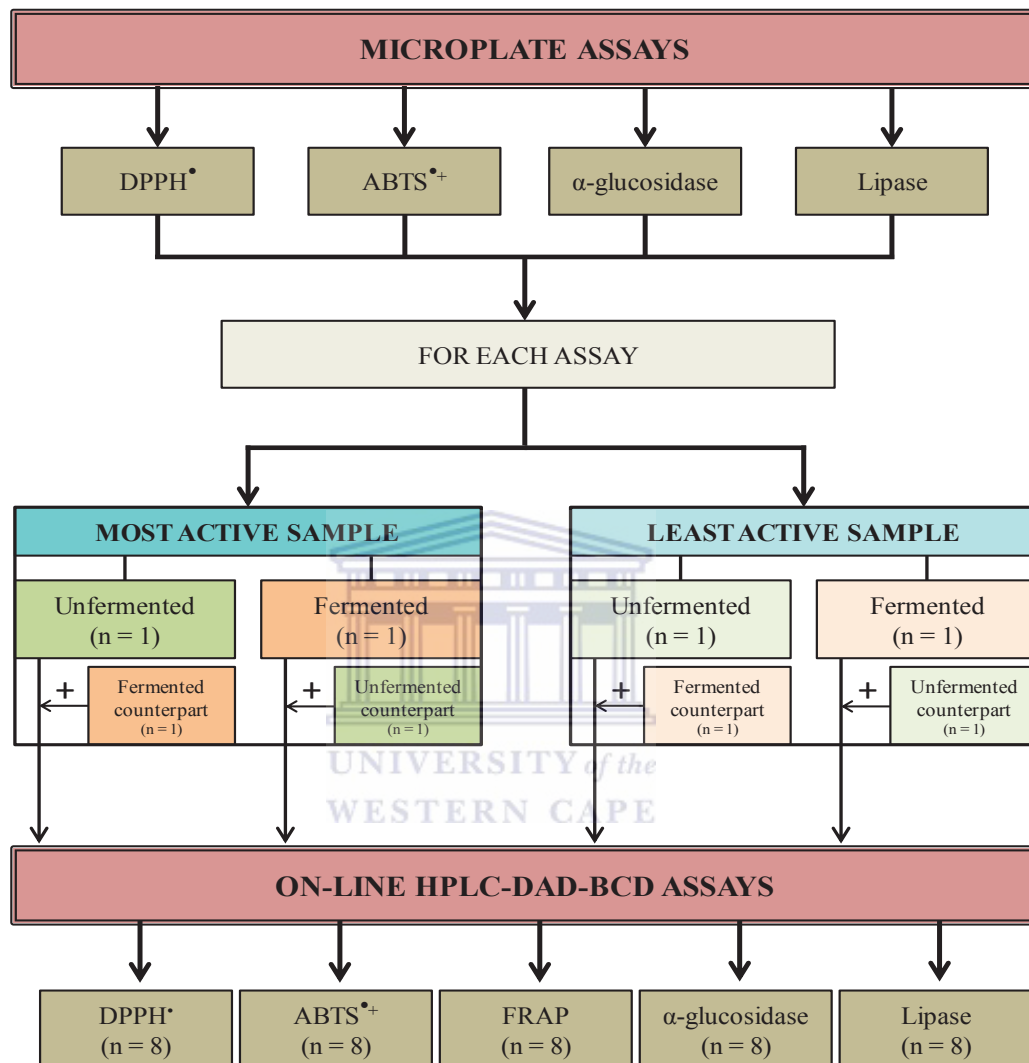 MICROPLATE ASSAYS
DPPH•
ABTS•+
α-glucosidase
Lipase
FOR EACH ASSAY
MOST ACTIVE SAMPLE
Unfermented
(n = 1)
Fermented
(n = 1)
+
Fermented
counterpart
(n = 1)
+
Unfermented
counterpart
(n = 1)
LEAST ACTIVE SAMPLE
Unfermented
(n = 1)
Fermented
(n = 1)
+
Fermented
counterpart
(n = 1)
+
Unfermented
counterpart
(n = 1)
UNIVERSITY of the
WESTERN CAPE
ON-LINE HPLC-DAD-BCD ASSAYS
DPPH•
(n = 8)
ABTS•+
(n = 8)
FRAP
(n = 8)
α-glucosidase
(n = 8)
Lipase
(n = 8)